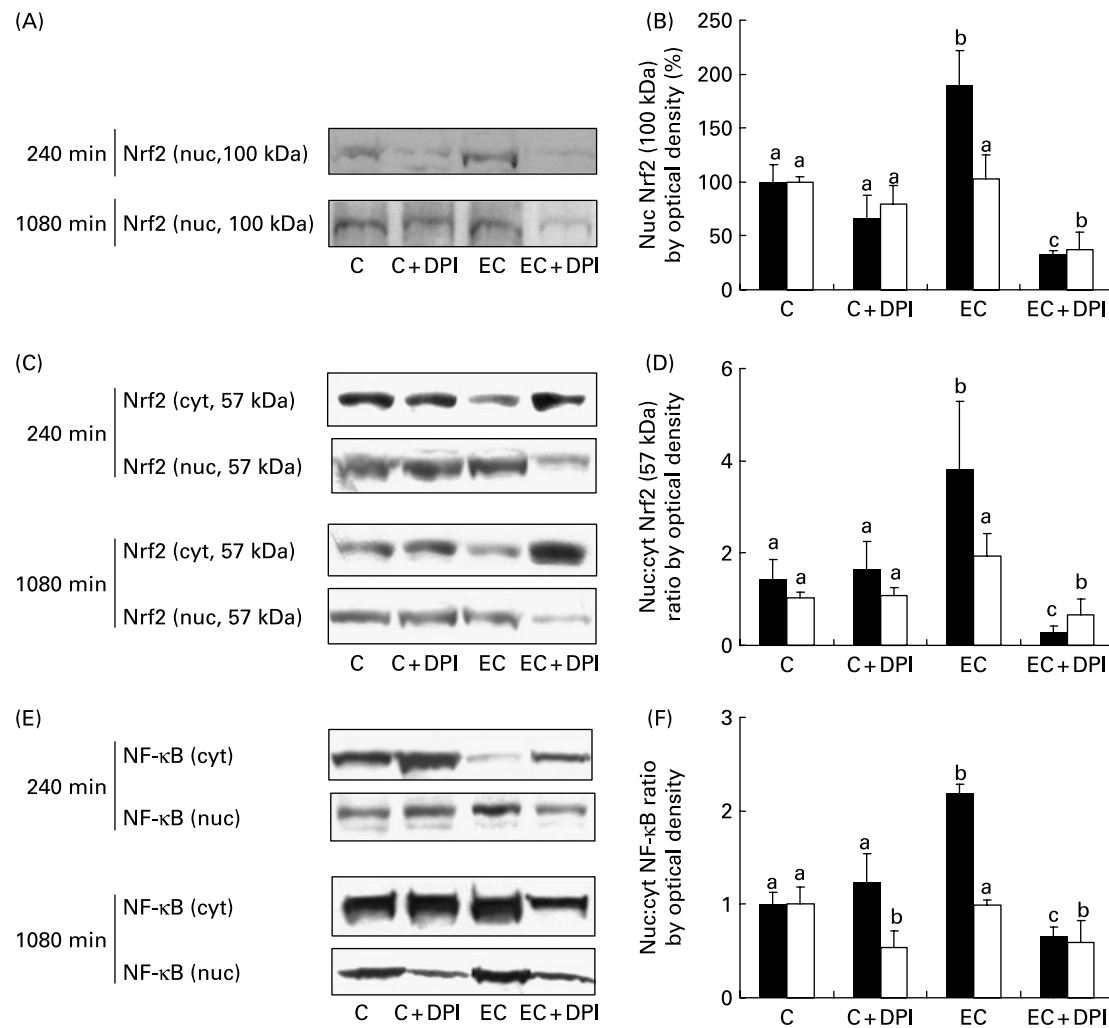 (A)
240 min
Nrf2 (nuc,100 kDa)
1080 min
Nrf2 (nuc, 100 kDa)
C C + DPI EC EC + DPI
(B)
Nuc Nrf2 (100 kDa)
by optical density (%)
250
200
150
100
50
0
a a
a a
b a
c b
C C + DPI EC EC + DPI
(C)
240 min
Nrf2 (cyt, 57 kDa)
Nrf2 (nuc, 57 kDa)
1080 min
Nrf2 (cyt, 57 kDa)
Nrf2 (nuc, 57 kDa)
C C + DPI EC EC + DPI
(D)
Nuc:cyt Nrf2 (57 kDa)
ratio by optical density
6
4
2
0
a a
a a
b a
c b
C C + DPI EC EC + DPI
(E)
240 min
NF-κB (cyt)
NF-κB (nuc)
1080 min
NF-κB (cyt)
NF-κB (nuc)
C C + DPI EC EC + DPI
(F)
Nuc:cyt NF-κB ratio
by optical density
3
2
1
0
a a
a b
b a
c b
C C + DPI EC EC + DPI